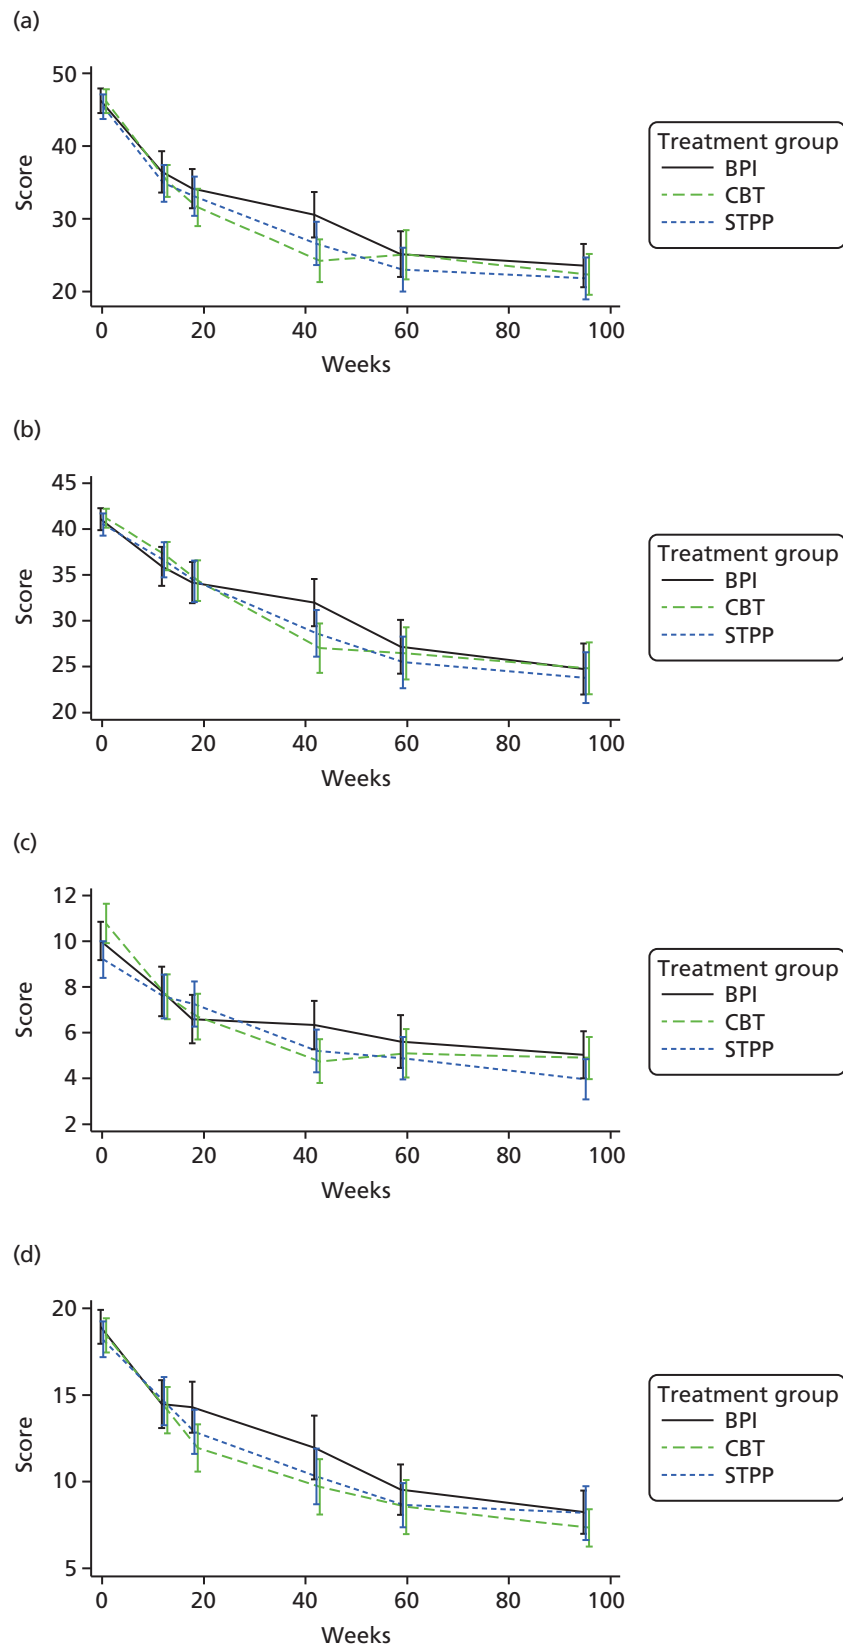 (a)
50
40
30
20
Score
0 20 40 60 80 100
Weeks
Treatment group
BPI
CBT
STPP
(b)
45
40
35
30
25
20
Score
0 20 40 60 80 100
Weeks
Treatment group
BPI
CBT
STPP
(c)
12
10
8
6
4
2
Score
0 20 40 60 80 100
Weeks
Treatment group
BPI
CBT
STPP
(d)
20
15
10
5
Score
0 20 40 60 80 100
Weeks
Treatment group
BPI
CBT
STPP